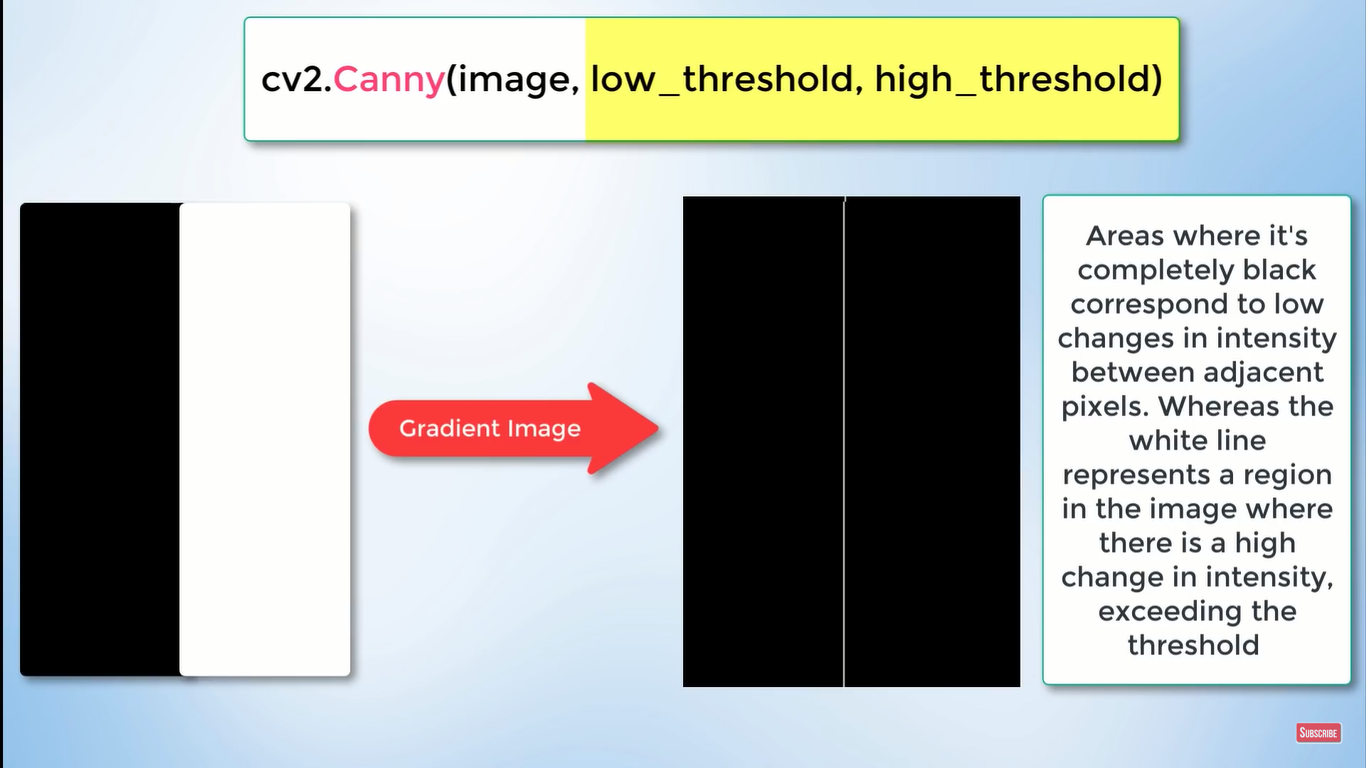 cv2.Canny(image, low_threshold, high_threshold)
Gradient Image
Areas where it's
completely black
correspond to low
changes in intensity
between adjacent
pixels. Whereas the
white line
represents a region
in the image where
there is a high
change in intensity,
exceeding the
threshold
SUBSCRIBE